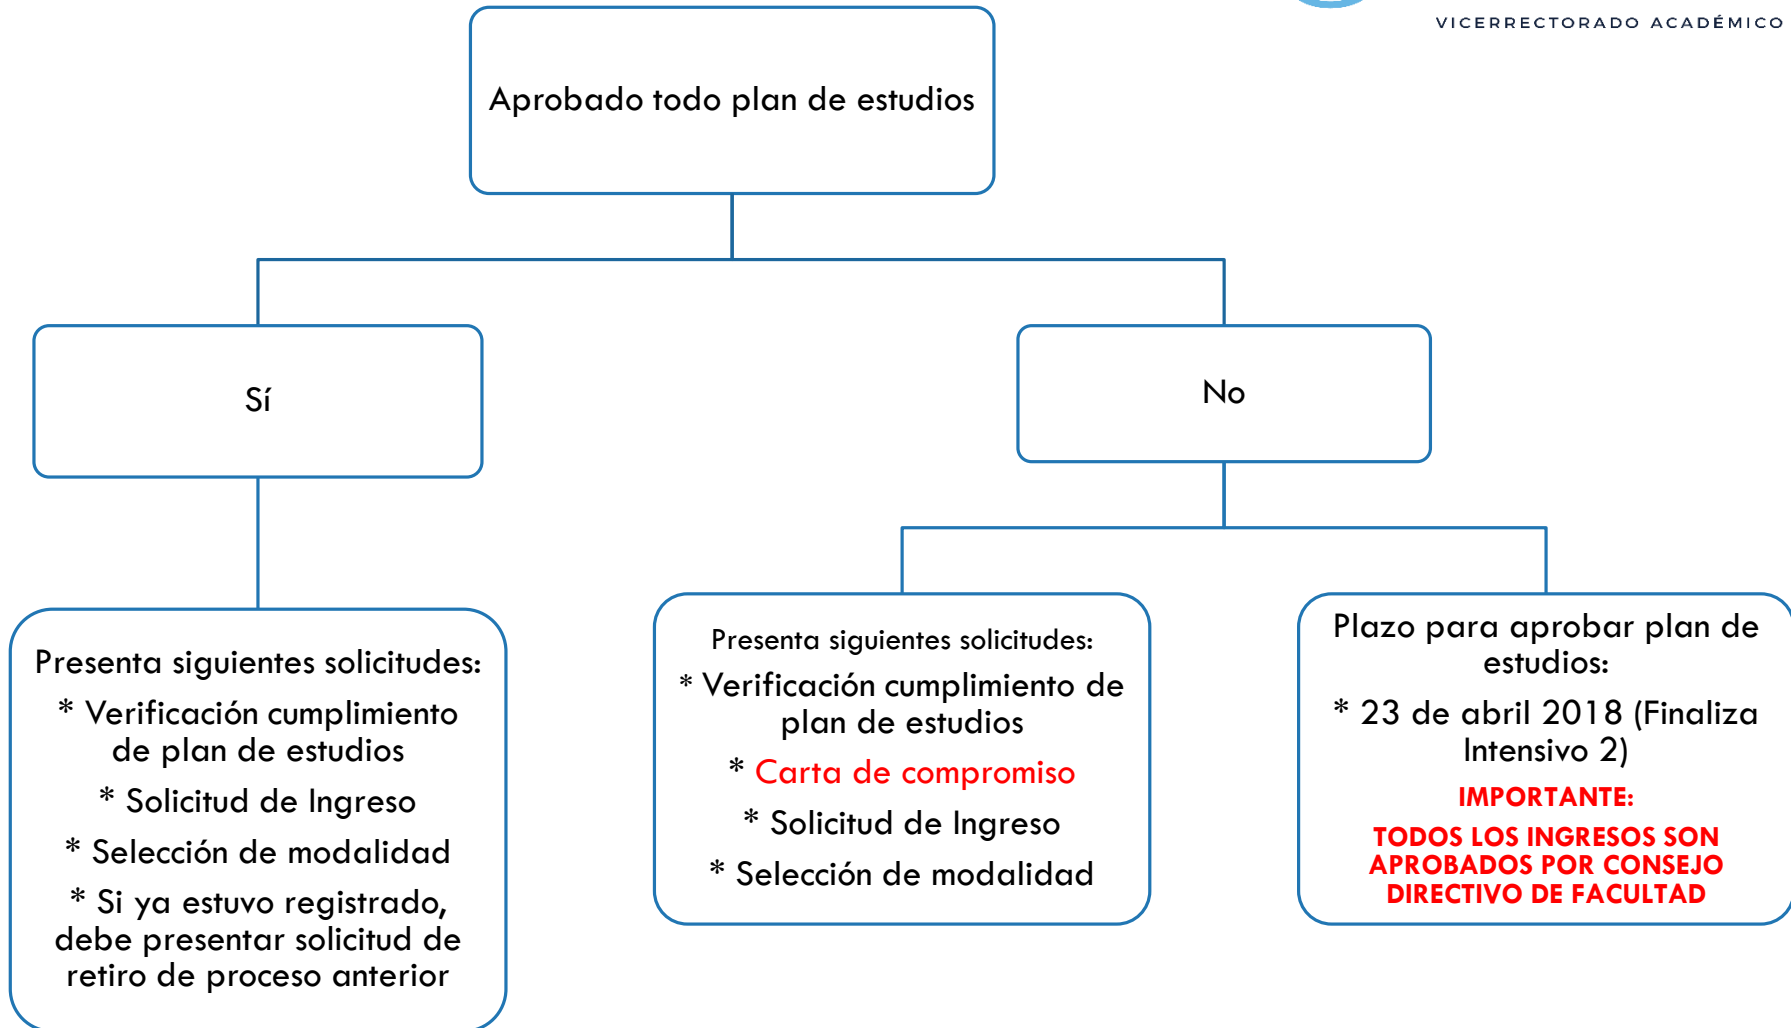 VICERRECTORADO ACADÉMICO
Aprobado todo plan de estudios
Sí
No
Presenta siguientes solicitudes:
* Verificación cumplimiento
de plan de estudios
* Solicitud de Ingreso
* Selección de modalidad
* Si ya estuvo registrado,
debe presentar solicitud de
retiro de proceso anterior
Presenta siguientes solicitudes:
* Verificación cumplimiento de
plan de estudios
* Carta de compromiso
* Solicitud de Ingreso
* Selección de modalidad
Plazo para aprobar plan de
estudios:
* 23 de abril 2018 (Finaliza
Intensivo 2)
IMPORTANTE:
TODOS LOS INGRESOS SON
APROBADOS POR CONSEJO
DIRECTIVO DE FACULTAD